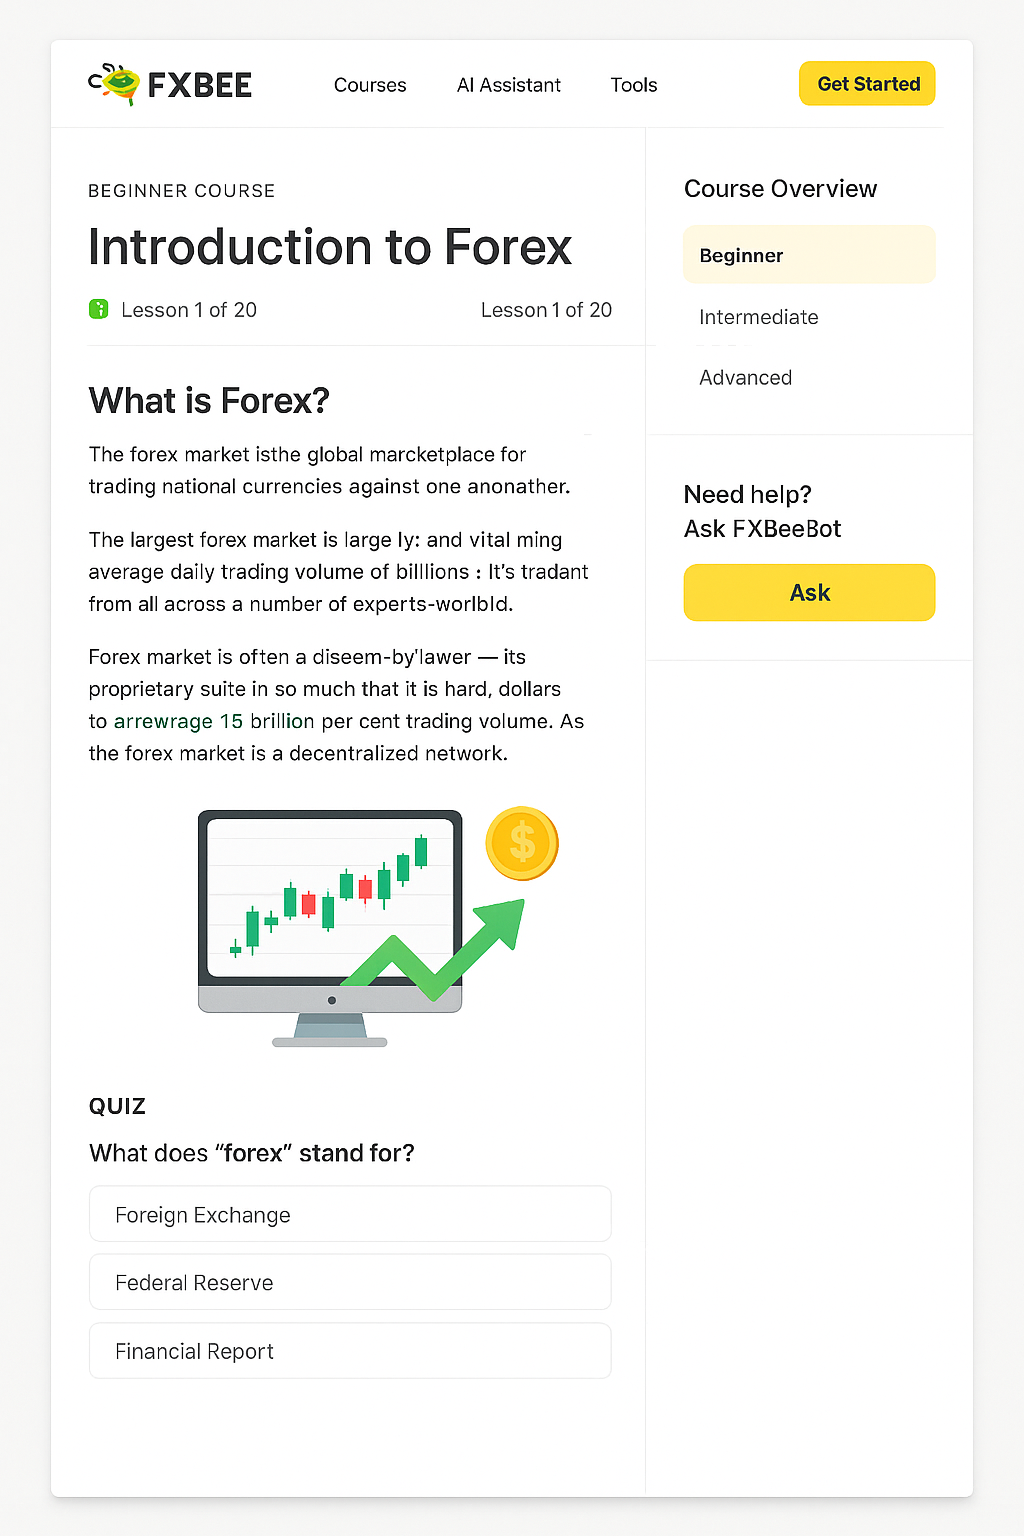 FXBEE
Courses
AI Assistant
Tools
Get Started
BEGINNER COURSE
Introduction to Forex
Lesson 1 of 20
Lesson 1 of 20
What is Forex?
The forex market isthe global marcketplace for
trading national currencies against one anonather.
The largest forex market is large ly: and vital ming
average daily trading volume of billlions : It's tradant
from all across a number of experts-worlbld.
Forex market is often a diseem-by'lawer — its
proprietary suite in so much that it is hard, dollars
to arrewrage 15 brillion per cent trading volume. As
the forex market is a decentralized network.
$
QUIZ
What does “forex” stand for?
Foreign Exchange
Federal Reserve
Financial Report
Course Overview
Beginner
Intermediate
Advanced
Need help?
Ask FXBeeBot
Ask